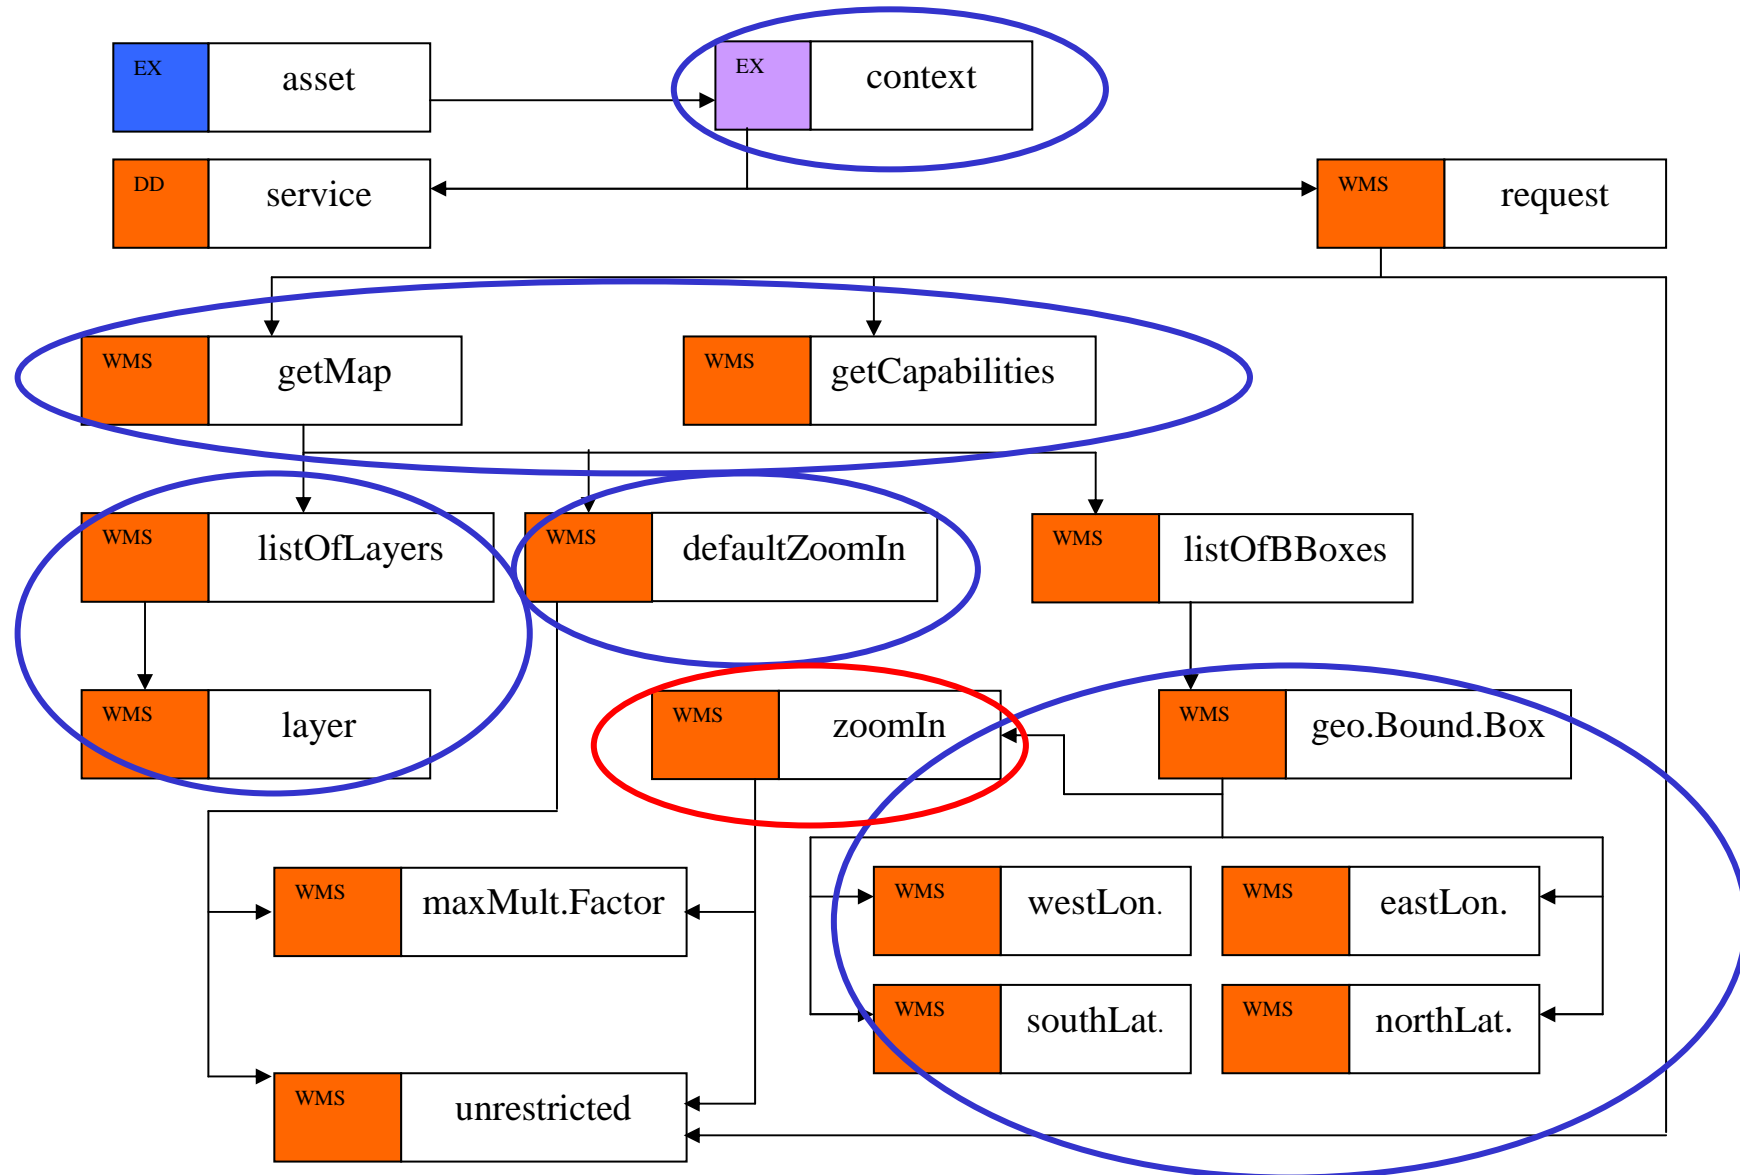 EX asset
EX context
DD service
WMS request
WMS getMap
WMS getCapabilities
WMS listOfLayers
WMS defaultZoomIn
WMS listOfBBoxes
WMS layer
WMS zoomIn
WMS geo.Bound.Box
WMS maxMult.Factor
WMS westLon.
WMS eastLon.
WMS southLat.
WMS northLat.
WMS unrestricted